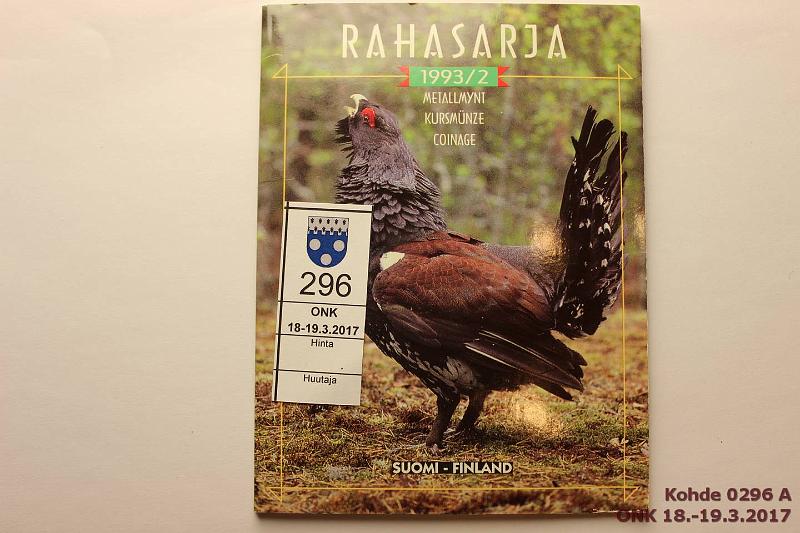 RAHASARJA
1993/2
METALLMYNT
KURSMÜNZE
COINAGE
296
ONK
18-19.3.2017
Hinta
Huutaja
SUOMI - FINLAND
Kohde 0296 A
ONK 18.-19.3.2017